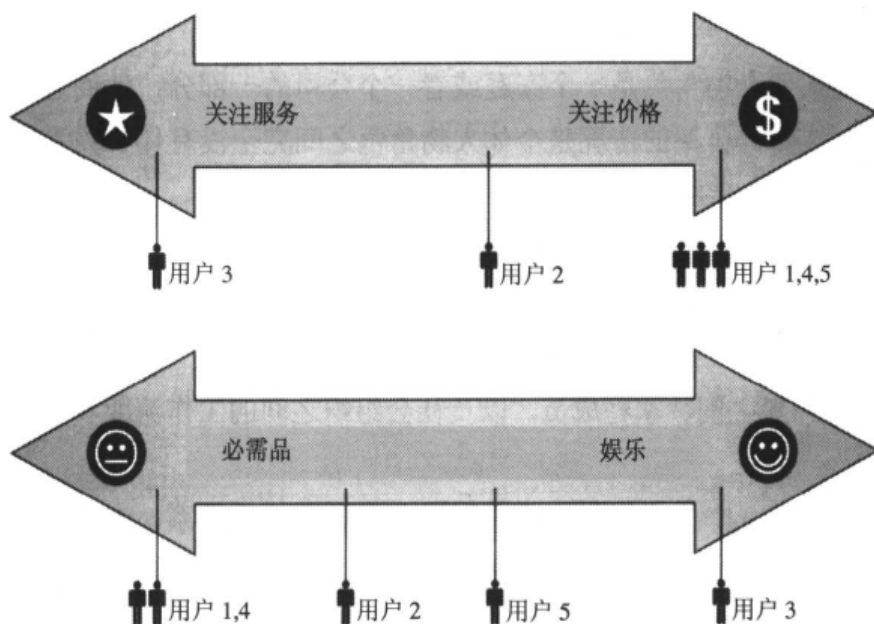 关注服务 关注价格 $
用户 3 用户 2 用户 1,4,5
必需品 娱乐
用户 1,4 用户 2 用户 5 用户 3